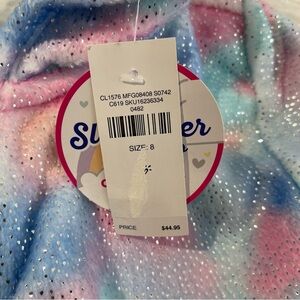 CL1576 MFG08408 S0742
C619 SKU16236334
0482
SIZE: 8
PRICE $44.95